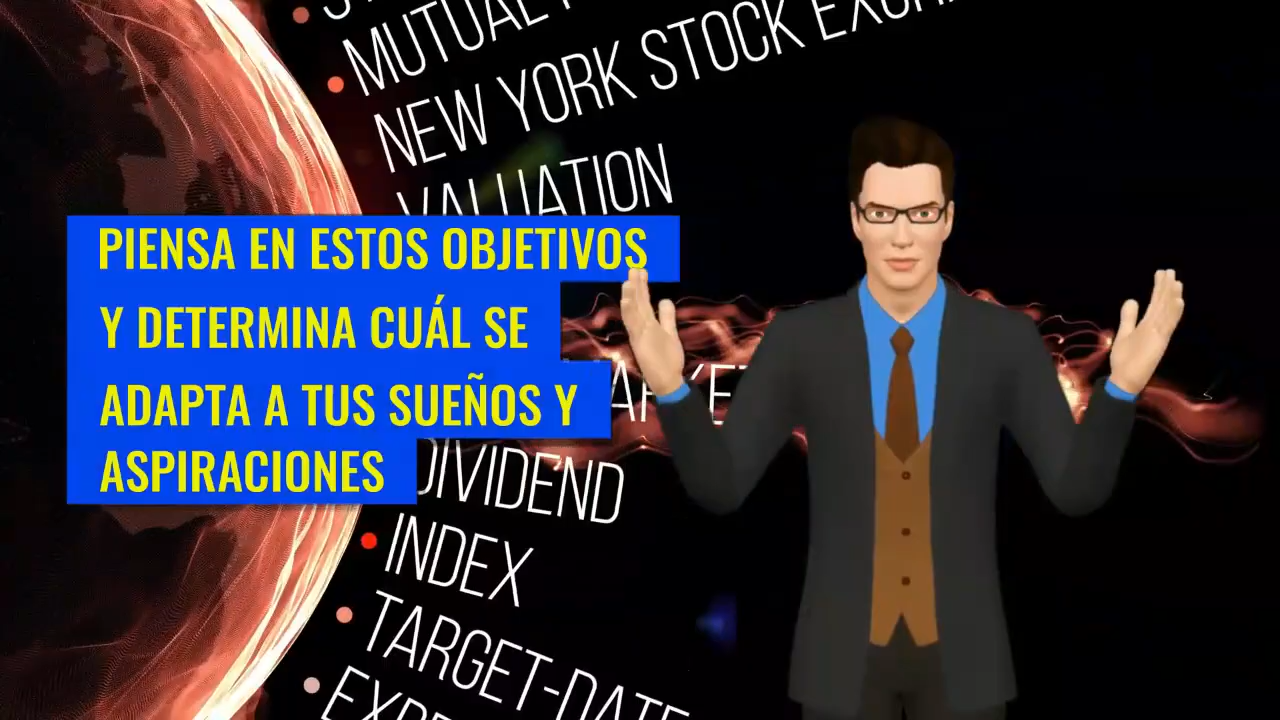 MUTUAL
NEW YORK STOCK
VALUATION
PIENSA EN ESTOS OBJETIVOS
Y DETERMINA CUÁL SE
ADAPTA A TUS SUEÑOS Y
ASPIRACIONES
DIVIDEND
INDEX
TARGET-DATE